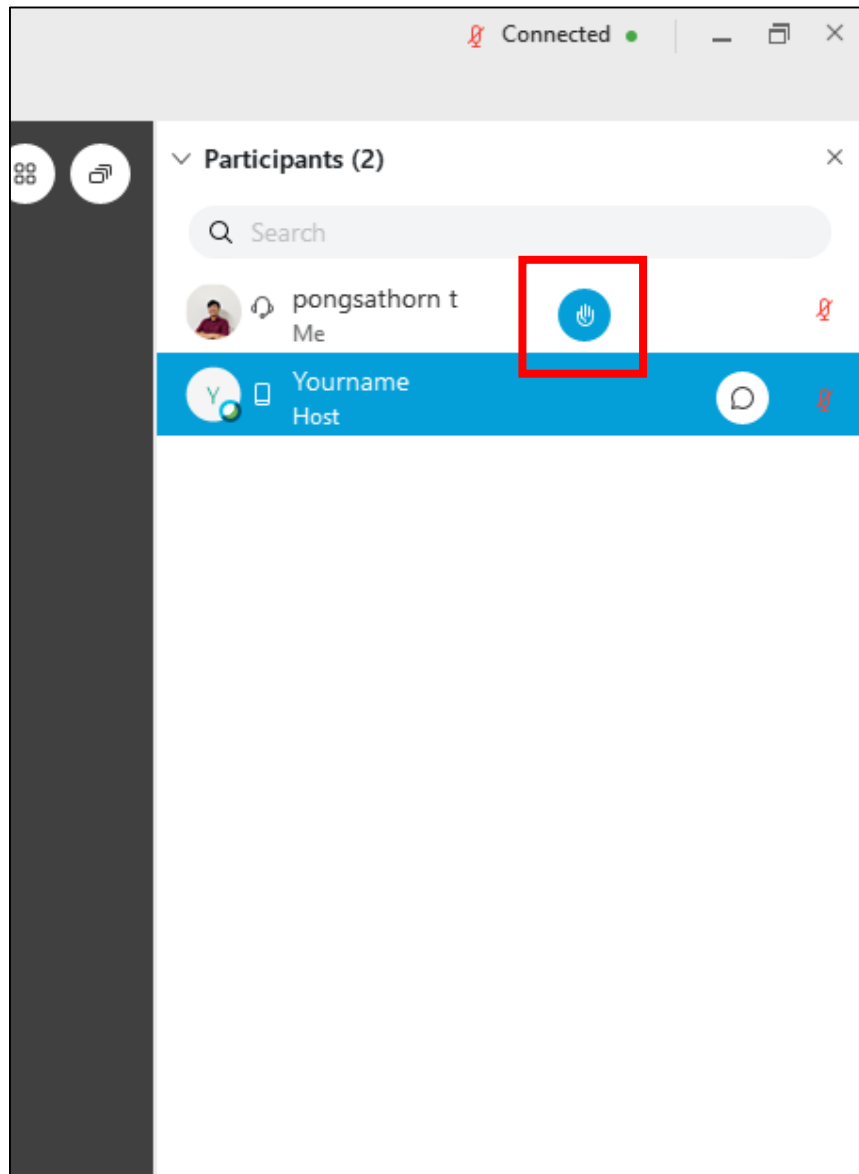 Connected
Participants (2)
Search
pongsathorn t
Me
Y
Yourname
Host